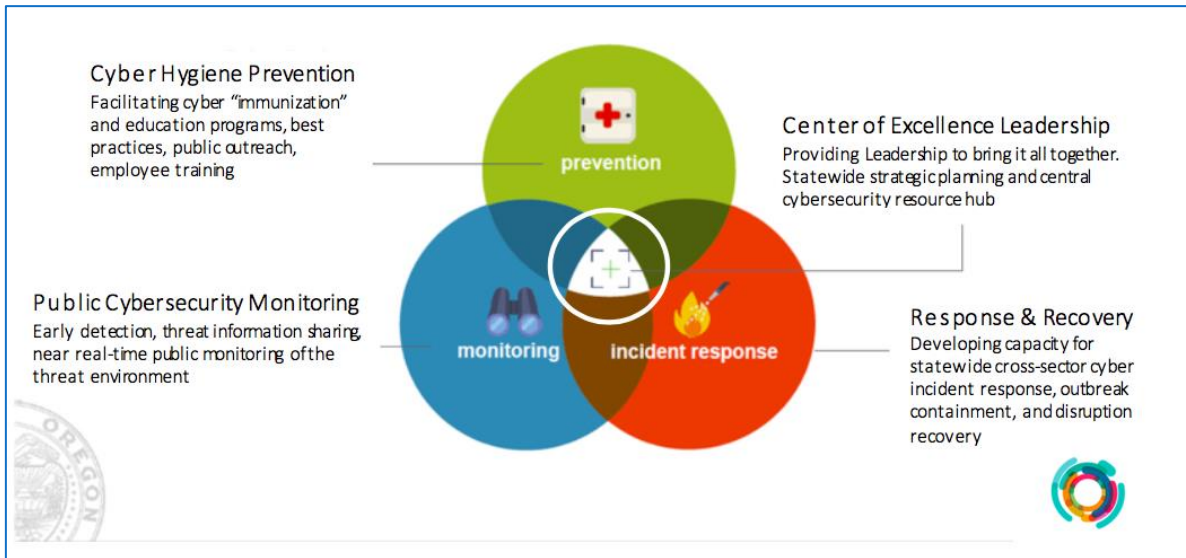 Cyber Hygiene Prevention
Facilitating cyber “immunization”
and education programs, best
practices, public outreach,
employee training
prevention
Center of Excellence Leadership
Providing Leadership to bring it all together.
Statewide strategic planning and central
cybersecurity resource hub
Public Cybersecurity Monitoring
Early detection, threat information sharing,
near real-time public monitoring of the
threat environment
monitoring
incident response
Response & Recovery
Developing capacity for
statewide cross-sector cyber
incident response, outbreak
containment, and disruption
recovery
OREGON